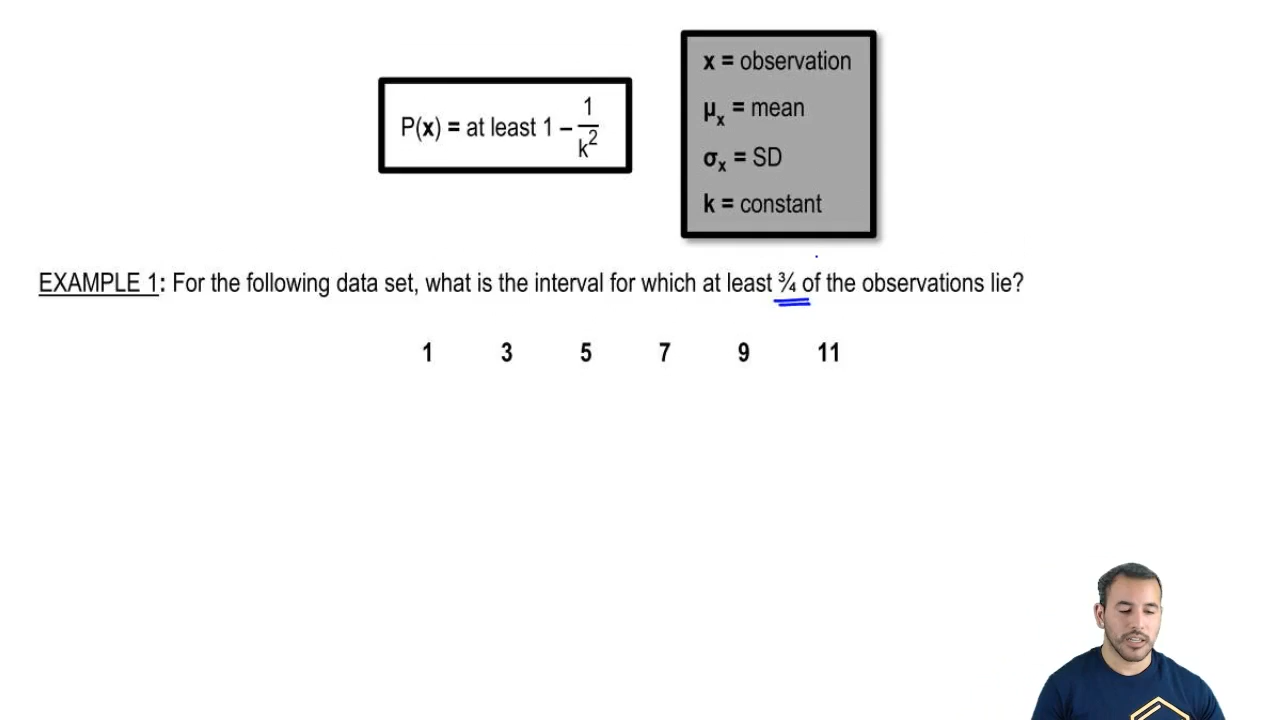 P(x) = at least 1 – 1/k²
x = observation
μₓ = mean
σₓ = SD
k = constant
EXAMPLE 1: For the following data set, what is the interval for which at least ¾ of the observations lie?
1 3 5 7 9 11